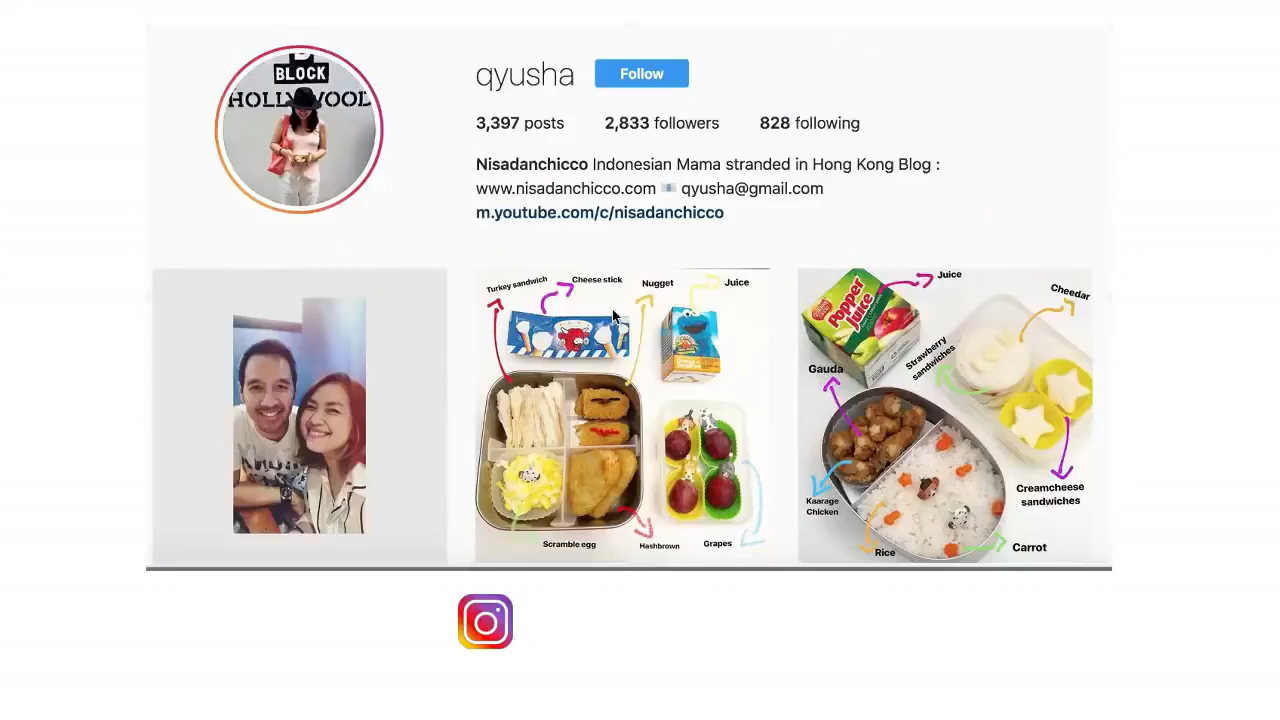 BLOCK
HOLLYWOOD
qyusha
Follow
3,397 posts
2,833 followers
828 following
Nisadanchicco Indonesian Mama stranded in Hong Kong Blog :
www.nisadanchicco.com 📧 qyusha@gmail.com
m.youtube.com/c/nisadanchicco
Turkey sandwich
Cheese stick
Nugget
Juice
Scramble egg
Hashbrown
Grapes
Juice
Popper
Juice
Cheedar
Strawberry
sandwiches
Gauda
Kaarage
Chicken
Rice
Creamcheese
sandwiches
Carrot